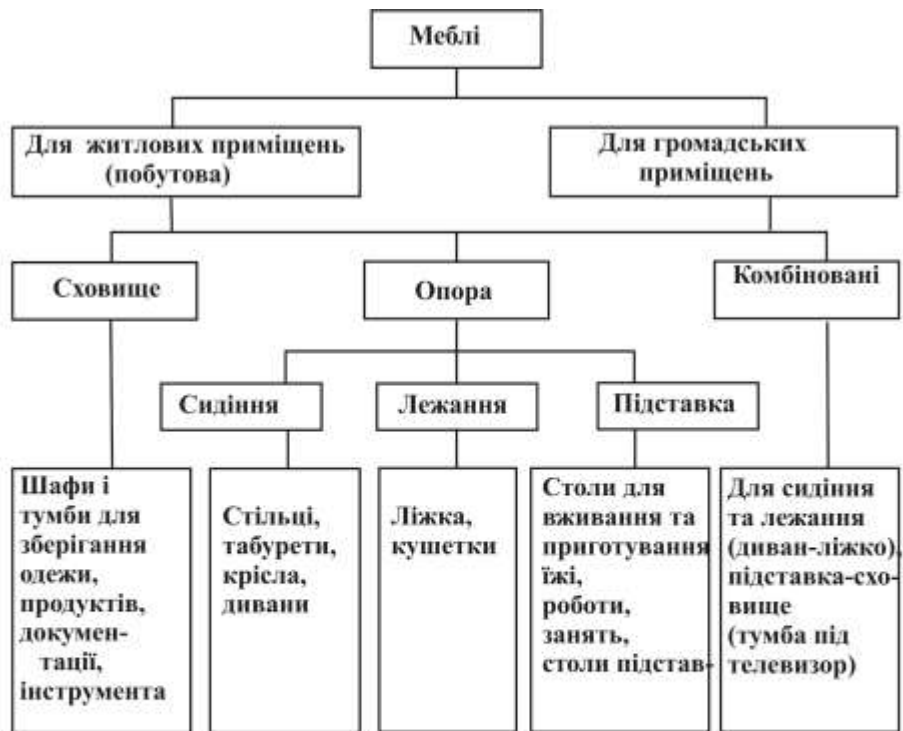 Меблі
Для житлових приміщень
(побутова)
Для громадських
приміщень
Сховище
Опора
Комбіновані
Сидіння
Лежання
Підставка
Шафи і
тумби для
зберігання
одежи,
продуктів,
докумен-
тації,
інструмента
Стільці,
табурети,
крісла,
дивани
Ліжка,
кушетки
Столи для
вживання та
приготування
їжі,
роботи,
занять,
столи підстав-
Для сидіння
та лежання
(диван-ліжко),
підставка-схо-
вище
(тумба під
телевизор)